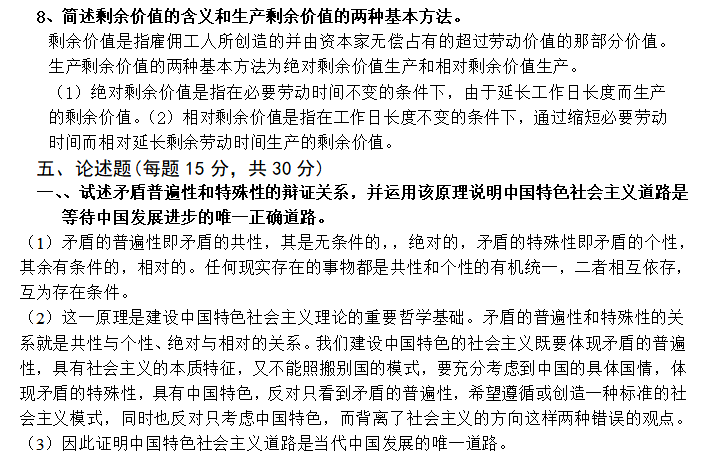 8、简述剩余价值的含义和生产剩余价值的两种基本方法。
剩余价值是指雇佣工人所创造的并由资本家无偿占有的超过劳动价值的那部分价值。
生产剩余价值的两种基本方法为绝对剩余价值生产和相对剩余价值生产。
（1）绝对剩余价值是指在必要劳动时间不变的条件下，由于延长工作日长度而生产
的剩余价值。（2）相对剩余价值是指在工作日长度不变的条件下，通过缩短必要劳动
时间而相对延长剩余劳动时间生产的剩余价值。
五、论述题(每题 15 分，共 30 分)
一、、试述矛盾普遍性和特殊性的辩证关系，并运用该原理说明中国特色社会主义道路是
等待中国发展进步的唯一正确道路。
（1）矛盾的普遍性即矛盾的共性，其是无条件的，，绝对的，矛盾的特殊性即矛盾的个性，
其余有条件的，相对的。任何现实存在的事物都是共性和个性的有机统一，二者相互依存，
互为存在条件。
（2）这一原理是建设中国特色社会主义理论的重要哲学基础。矛盾的普遍性和特殊性的关
系就是共性与个性、绝对与相对的关系。我们建设中国特色的社会主义既要体现矛盾的普遍
性，具有社会主义的本质特征，又不能照搬别国的模式，要充分考虑到中国的具体国情，体
现矛盾的特殊性，具有中国特色，反对只看到矛盾的普遍性，希望遵循或创造一种标准的社
会主义模式，同时也反对只考虑中国特色，而背离了社会主义的方向这样两种错误的观点。
（3）因此证明中国特色社会主义道路是当代中国发展的唯一道路。